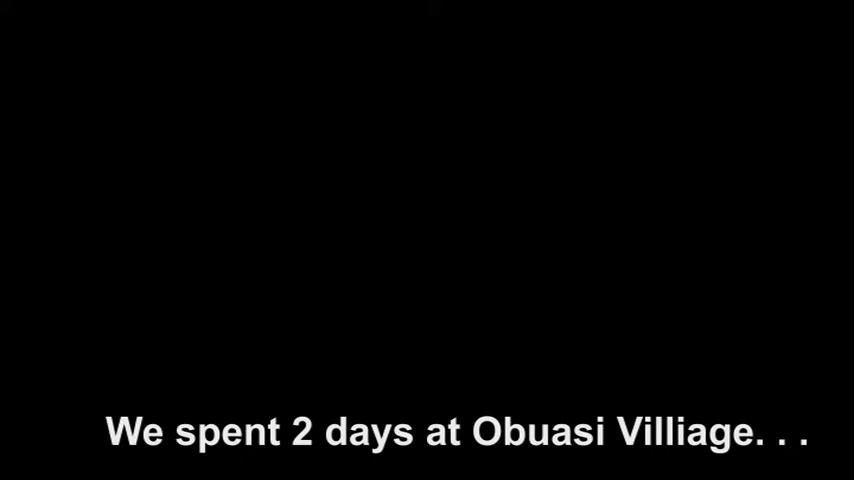 We spent 2 days at Obuasi Villiage. . .